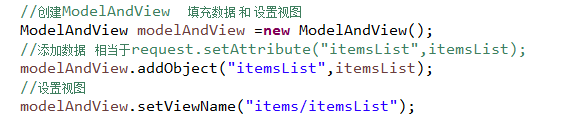 //创建ModelAndView 填充数据 和 设置视图
ModelAndView modelAndView =new ModelAndView();
//添加数据 相当于request.setAttribute("itemsList",itemsList);
modelAndView.addObject("itemsList",itemsList);
//设置视图
modelAndView.setViewName("items/itemsList");